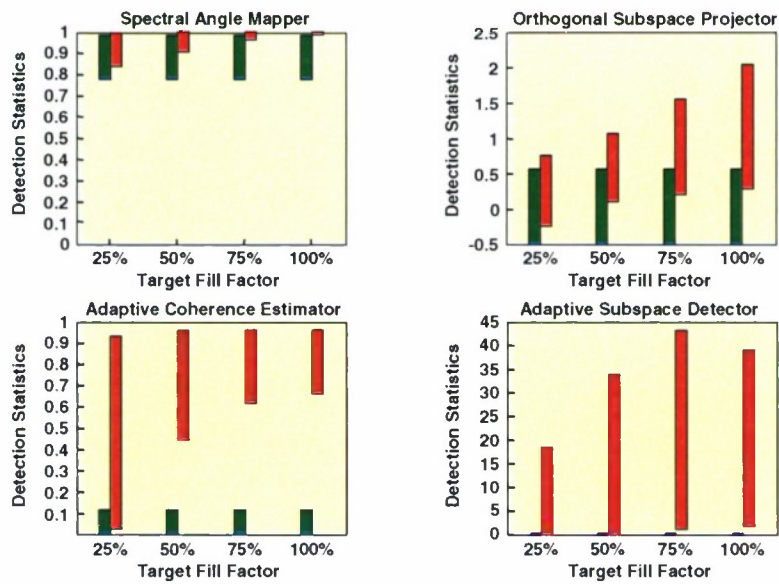 Spectral Angle Mapper
1
0.9
0.8
0.7
0.6
0.5
0.4
0.3
0.2
0.1
0
Detection Statistics
25% 50% 75% 100%
Target Fill Factor
Orthogonal Subspace Projector
2.5
2
1.5
1
0.5
0
-0.5
Detection Statistics
25% 50% 75% 100%
Target Fill Factor
Adaptive Coherence Estimator
1
0.9
0.8
0.7
0.6
0.5
0.4
0.3
0.2
0.1
Detection Statistics
25% 50% 75% 100%
Target Fill Factor
Adaptive Subspace Detector
45
40
35
30
25
20
15
10
5
0
Detection Statistics
25% 50% 75% 100%
Target Fill Factor